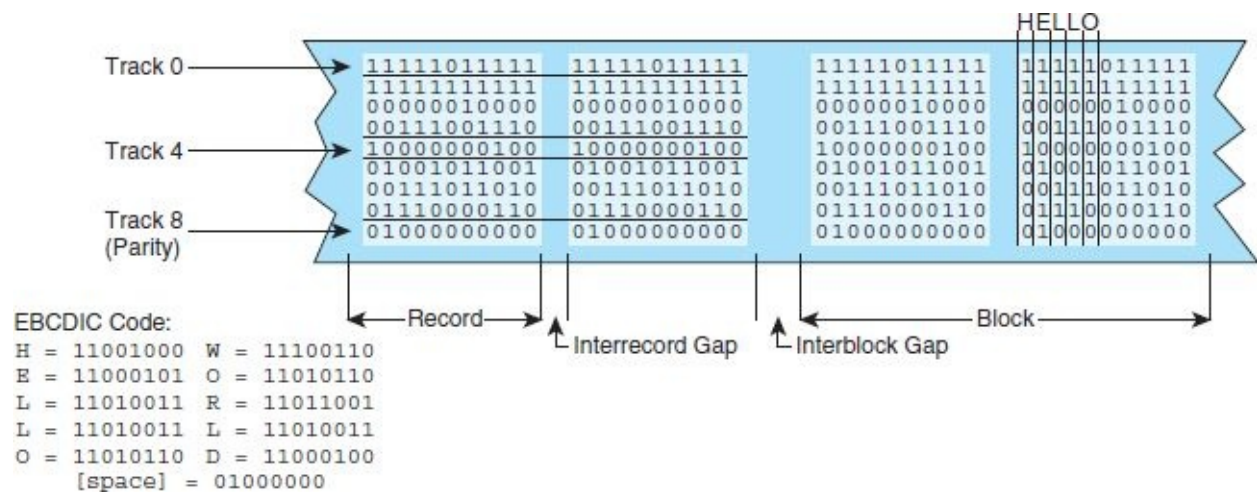 HELLO
Track 0
11111011111 11111011111 11111011111 11111011111
11111111111 11111111111 11111111111 11111111111
00000010000 00000010000 00000010000 00000010000
00111001110 00111001110 00111001110 00111001110
Track 4
10000000100 10000000100 10000000100 10000000100
01001011001 01001011001 01001011001 01001011001
00111011010 00111011010 00111011010 00111011010
01110000110 01110000110 01110000110 01110000110
Track 8
(Parity)
01000000000 01000000000 01000000000 01000000000
Record
Interrecord Gap
Interblock Gap
Block
EBCDIC Code:
H = 11001000 W = 11100110
E = 11000101 O = 11010110
L = 11010011 R = 11011001
L = 11010011 L = 11010011
O = 11010110 D = 11000100
[space] = 01000000